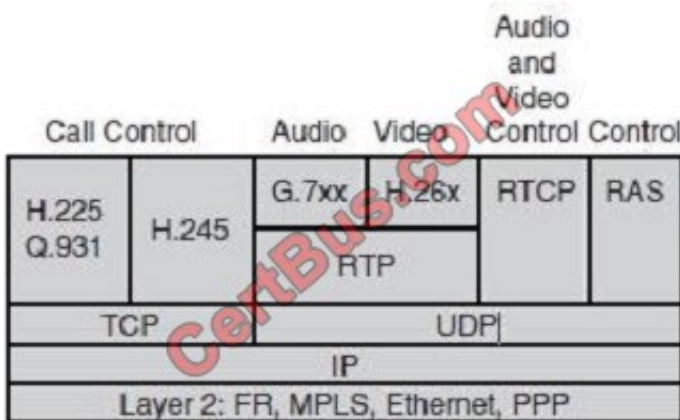 Audio
and
Video
Call Control Audio Video Control Control
G.7xx H.26x RTCP RAS
H.225
Q.931
H.245
RTP
TCP UDP
IP
Layer 2: FR, MPLS, Ethernet, PPP
CertBus.com